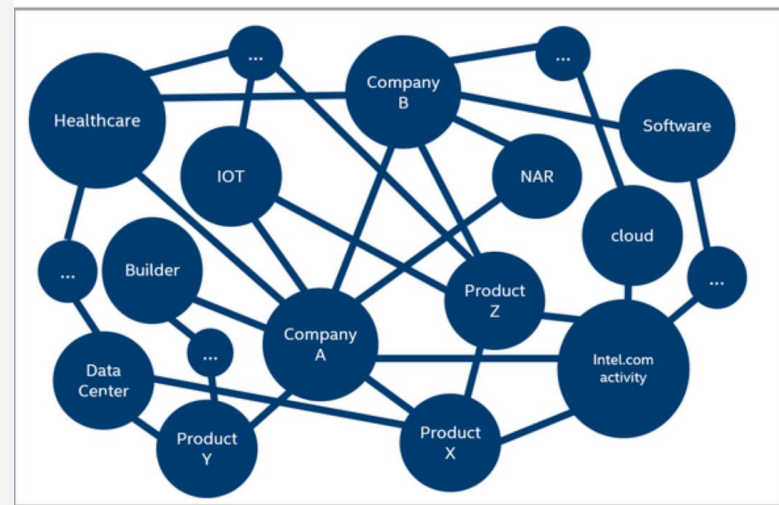 ...
Company
B
...
Healthcare
Software
IOT
NAR
cloud
...
Builder
...
Product
Z
Company
A
...
Intel.com
activity
Data
Center
Product
Y
Product
X